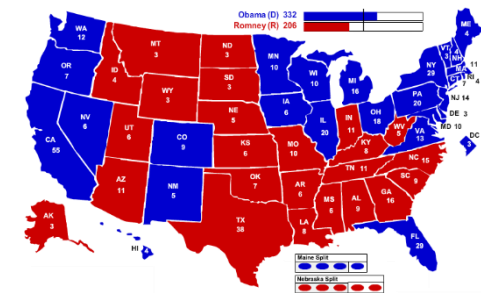 Obama (D) 332
Romney (R) 206
WA
12
OR
7
CA
55
NV
6
ID
4
MT
3
WY
3
UT
6
AZ
11
CO
9
NM
5
ND
3
SD
3
NE
5
KS
6
OK
7
TX
38
MN
10
IA
6
MO
10
AR
6
LA
8
WI
10
IL
20
MI
16
IN
11
OH
18
KY
8
TN 11
MS
6
AL
9
GA
16
FL
29
SC
9
NC 15
VA
13
WV
5
PA
20
NY
29
VT
3
NH
4
ME
4
11
RI
4
CT
7
NJ 14
DE 3
MD 10
DC
3
AK
3
HI
4
Maine Split
Nebraska Split